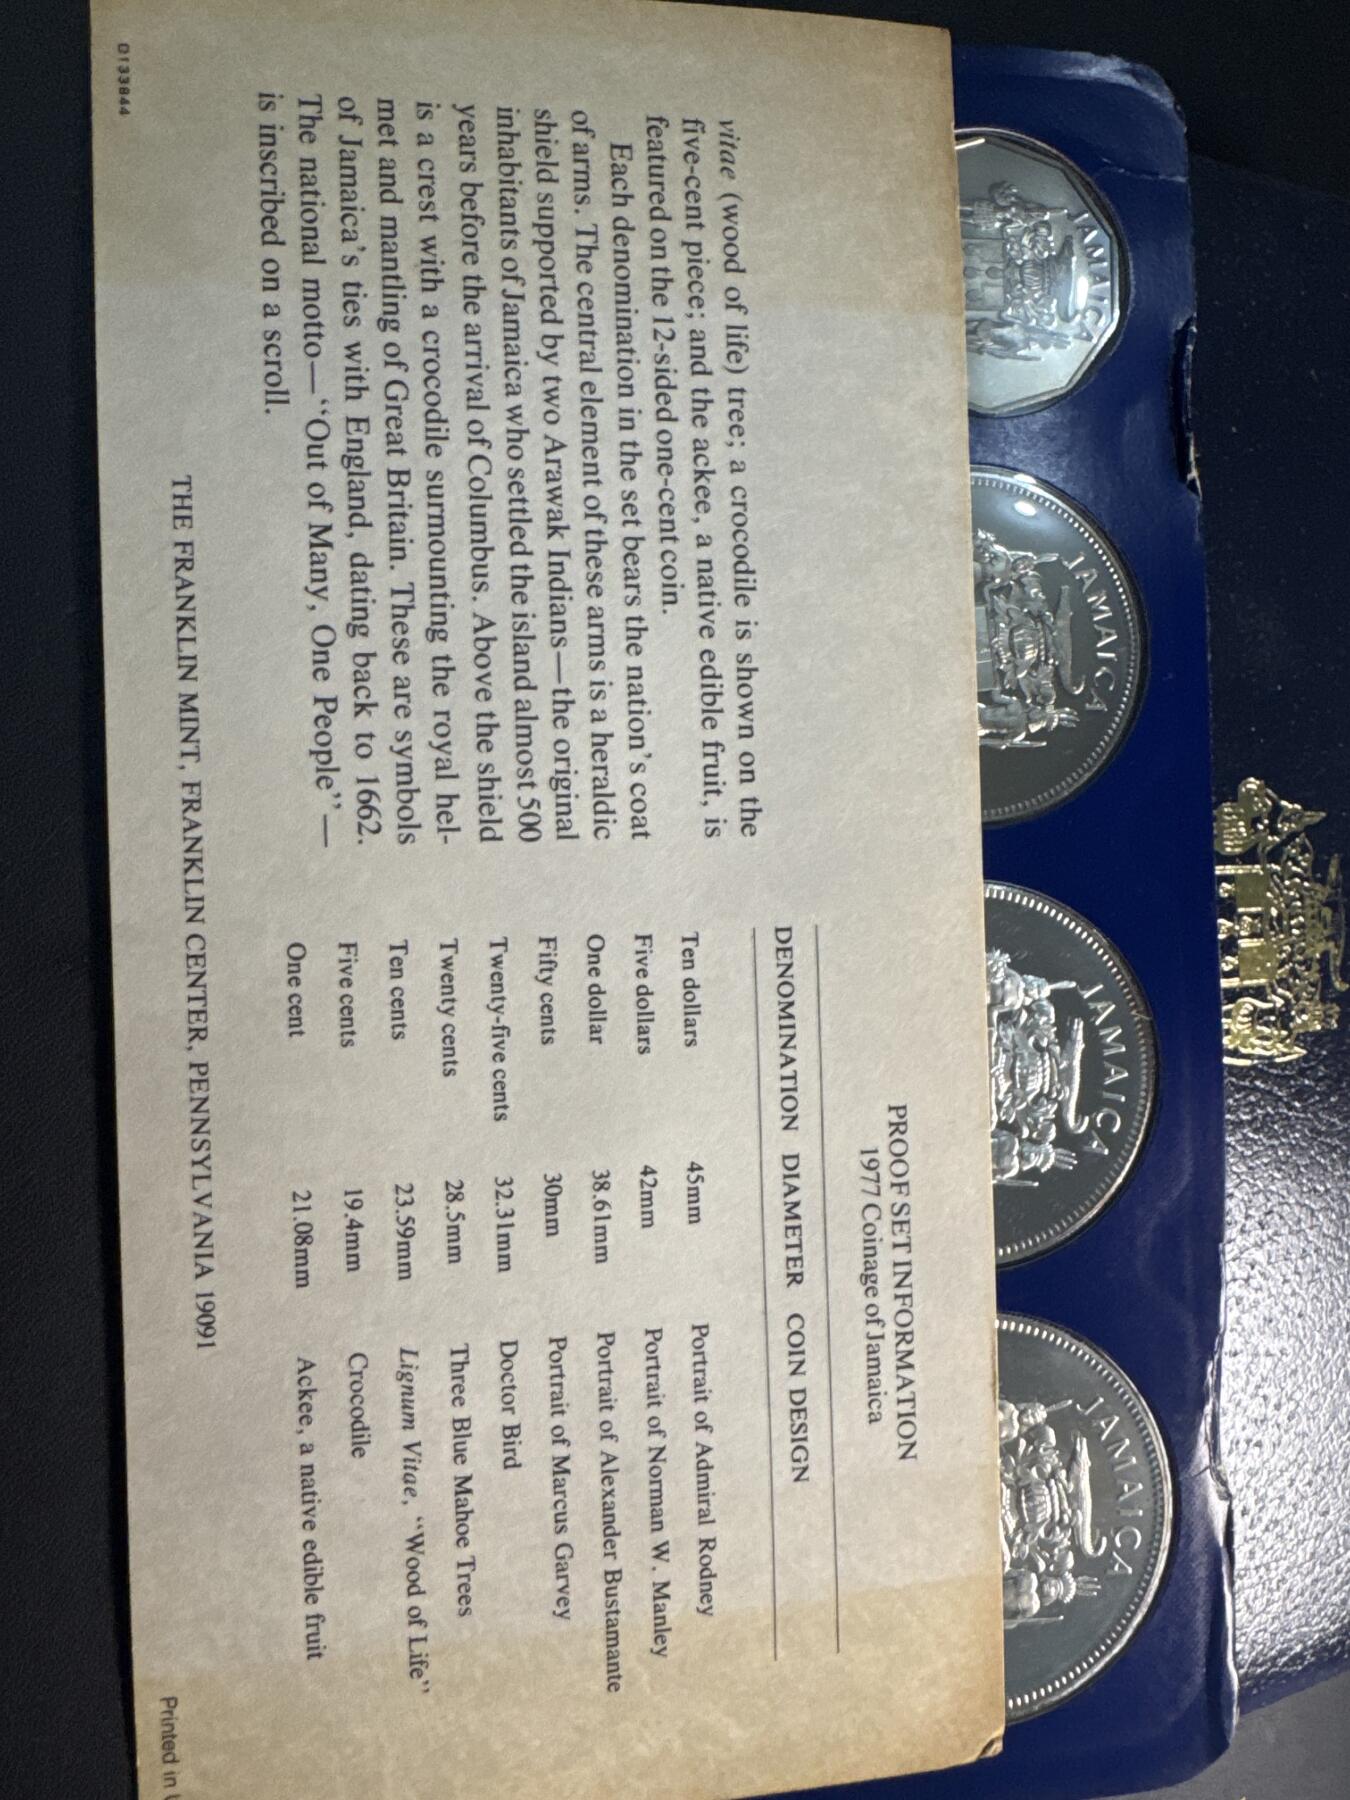 vitae (wood of life) tree; a crocodile is shown on the
five-cent piece; and the ackee, a native edible fruit, is
featured on the 12-sided one-cent coin.
Each denomination in the set bears the nation's coat
of arms. The central element of these arms is a heraldic
shield supported by two Arawak Indians—the original
inhabitants of Jamaica who settled the island almost 500
years before the arrival of Columbus. Above the shield
is a crest with a crocodile surmounting the royal hel-
met and mantling of Great Britain. These are symbols
of Jamaica's ties with England, dating back to 1662.
The national motto—“Out of Many, One People”—
is inscribed on a scroll.
PROOF SET INFORMATION
1977 Coinage of Jamaica
DENOMINATION DIAMETER COIN DESIGN
Ten dollars 45mm Portrait of Admiral Rodney
Five dollars 42mm Portrait of Norman W. Manley
One dollar 38.61mm Portrait of Alexander Bustamante
Fifty cents 30mm Portrait of Marcus Garvey
Twenty-five cents 32.31mm Doctor Bird
Twenty cents 28.5mm Three Blue Mahoe Trees
Ten cents 23.59mm Lignum Vitae, “Wood of Life”
Five cents 19.4mm Crocodile
One cent 21.08mm Ackee, a native edible fruit
THE FRANKLIN MINT, FRANKLIN CENTER, PENNSYLVANIA 19091
0133844
Printed in
JAMAICA
JAMAICA
JAMAICA
JAMAICA